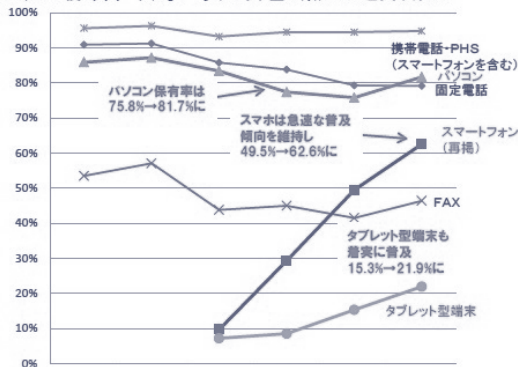 100%
90%
80%
70%
60%
50%
40%
30%
20%
10%
0%
携帯電話・PHS
(スマートフォンを含む)
パソコン
固定電話
パソコン保有率は
75.8%→81.7%に
スマホは急速な普及
傾向を維持し
49.5%→62.6%に
スマートフォン
(再掲)
FAX
タブレット型端末も
着実に普及
15.3%→21.9%に
タブレット型端末